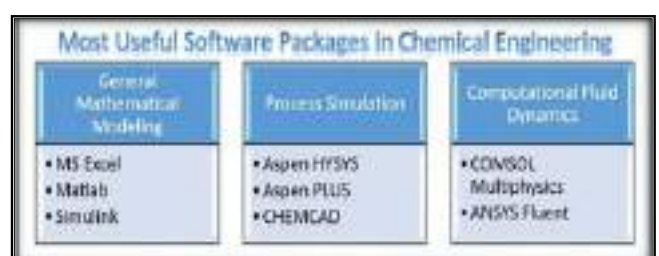 Most Useful Software Packages in Chemical Engineering
General
Mathematical
Modeling
• MS Excel
• Matlab
• Simulink
Process Simulation
• Aspen HYSYS
• Aspen PLUS
• CHEMCAD
Computational Fluid
Dynamics
• COMSOL
Multiphysics
• ANSYS Fluent